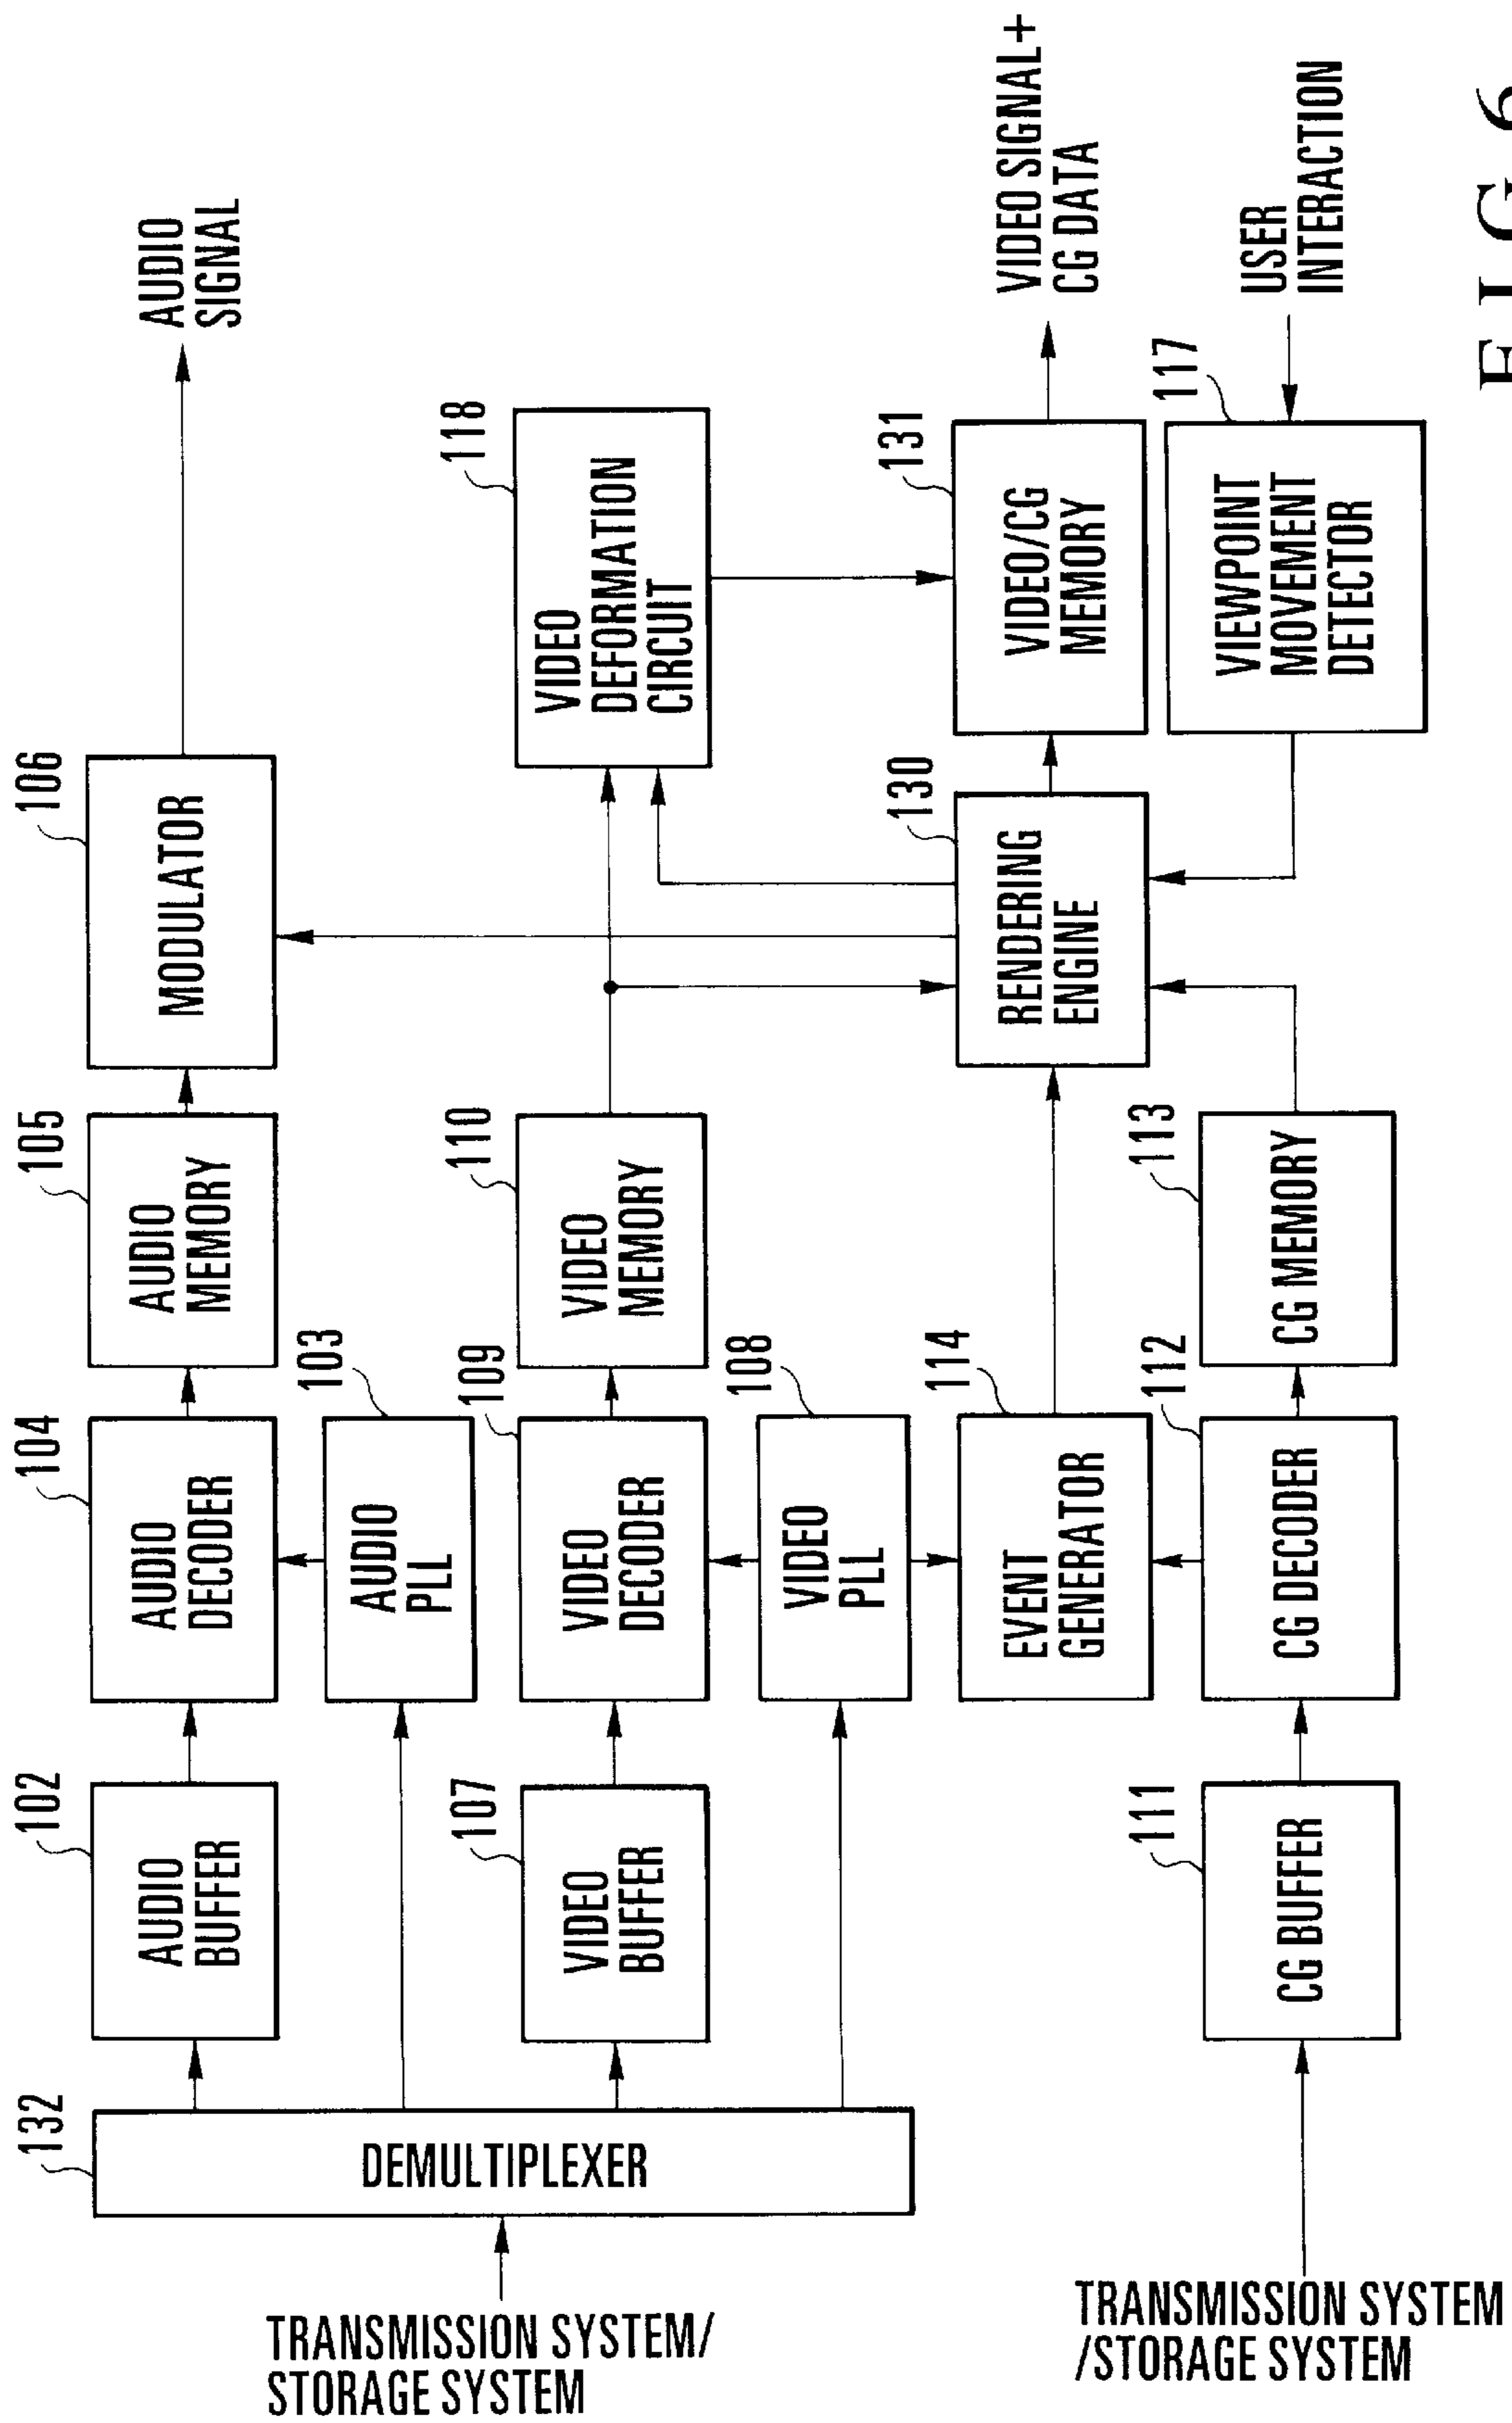 132
DEMULTIPLEXER
TRANSMISSION SYSTEM/
STORAGE SYSTEM
102
AUDIO
BUFFER
104
AUDIO
DECODER
105
AUDIO
MEMORY
106
MODULATOR
AUDIO
SIGNAL
103
AUDIO
PLL
107
VIDEO
BUFFER
109
VIDEO
DECODER
110
VIDEO
MEMORY
118
VIDEO
DEFORMATION
CIRCUIT
108
VIDEO
PLL
114
EVENT
GENERATOR
130
RENDERING
ENGINE
131
VIDEO/CG
MEMORY
VIDEO SIGNAL+
CG DATA
TRANSMISSION SYSTEM
/STORAGE SYSTEM
111
CG BUFFER
112
CG DECODER
113
CG MEMORY
117
VIEWPOINT
MOVEMENT
DETECTOR
USER
INTERACTION